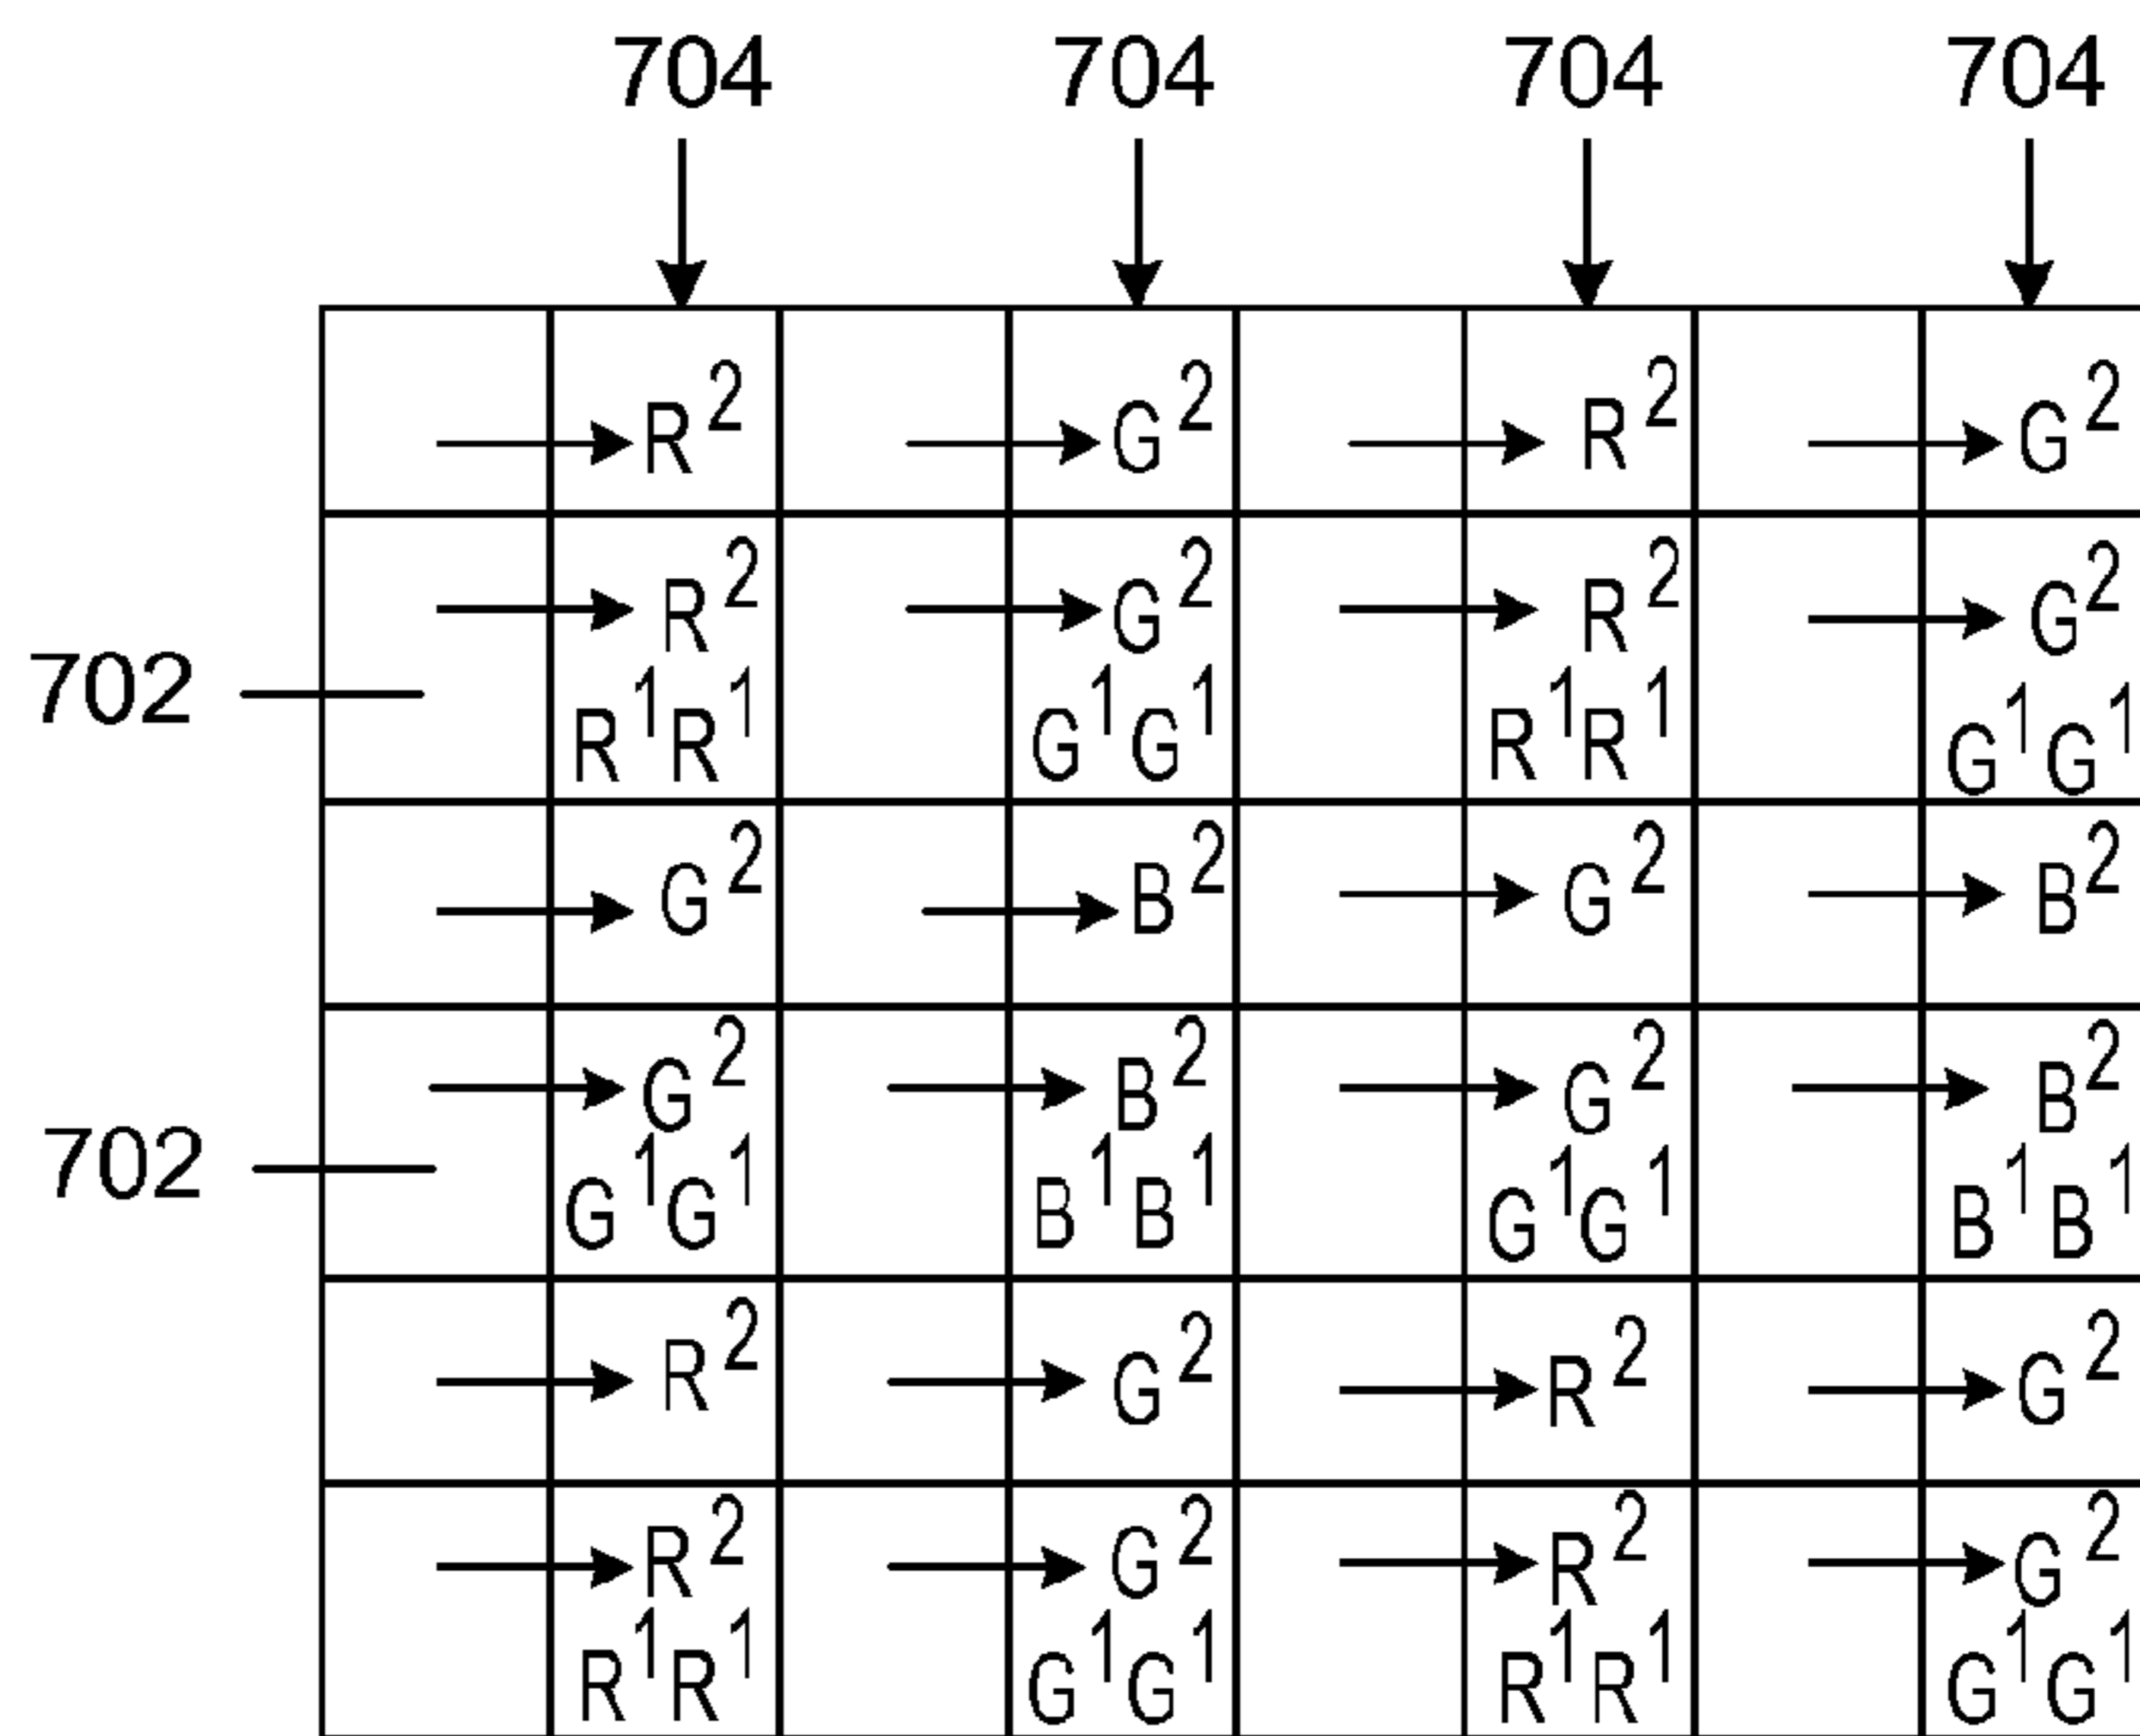 704 704 704 704
R² G² R² G²
R² G² R² G²
702
R¹R¹ G¹G¹ R¹R¹ G¹G¹
G² B² G² B²
G² B² G² B²
702
G¹G¹ B¹B¹ G¹G¹ B¹B¹
R² G² R² G²
R² G² R² G²
R¹R¹ G¹G¹ R¹R¹ G¹G¹